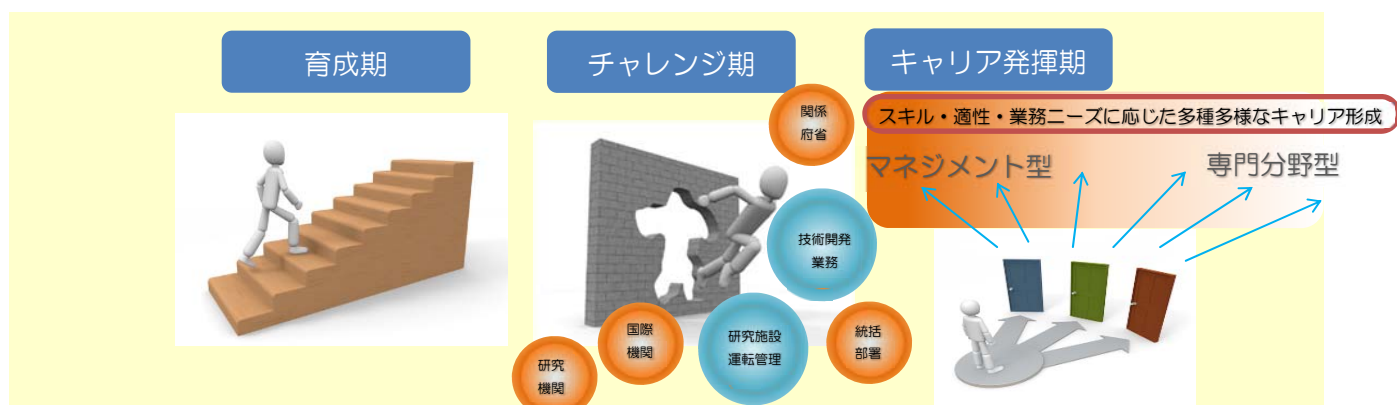 育成期
チャレンジ期
キャリア発揮期
関係
府省
スキル・適性・業務ニーズに応じた多種多様なキャリア形成
マネジメント型
専門分野型
技術開発
業務
国際
機関
研究施設
運転管理
統括
部署
研究
機関